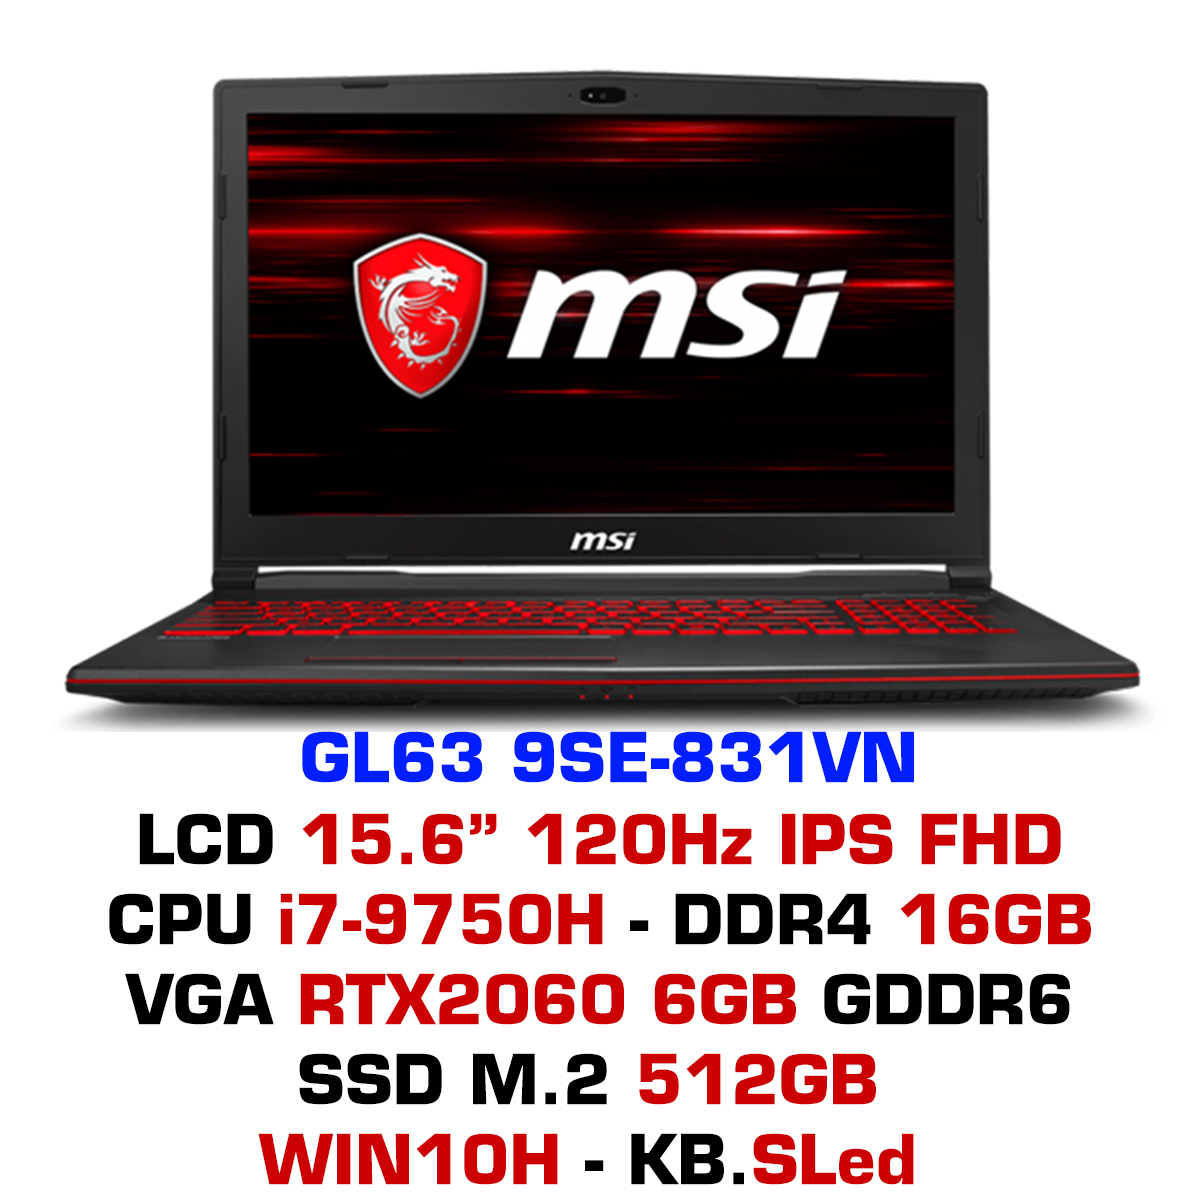 msi
msi
GL63 9SE-831VN
LCD 15.6” 120Hz IPS FHD
CPU i7-9750H - DDR4 16GB
VGA RTX2060 6GB GDDR6
SSD M.2 512GB
WIN10H - KB.SLed